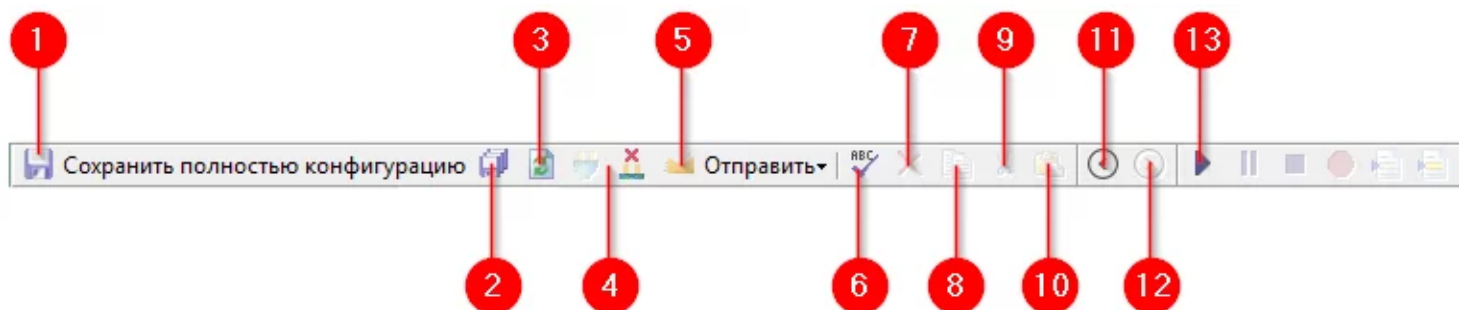 1 3 5 7 9 11 13
Сохранить полностью конфигурацию Отправить ABC
2 4 6 8 10 12